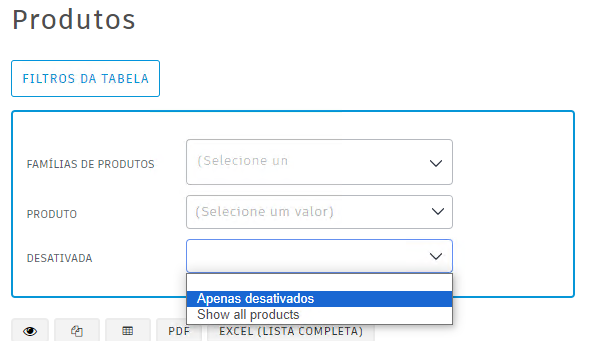 Produtos
FILTROS DA TABELA
FAMÍLIAS DE PRODUTOS
(Selecione un
PRODUTO
(Selecione um valor)
DESATIVADA
Apenas desativados
Show all products
PDF
EXCEL (LISTA COMPLETA)